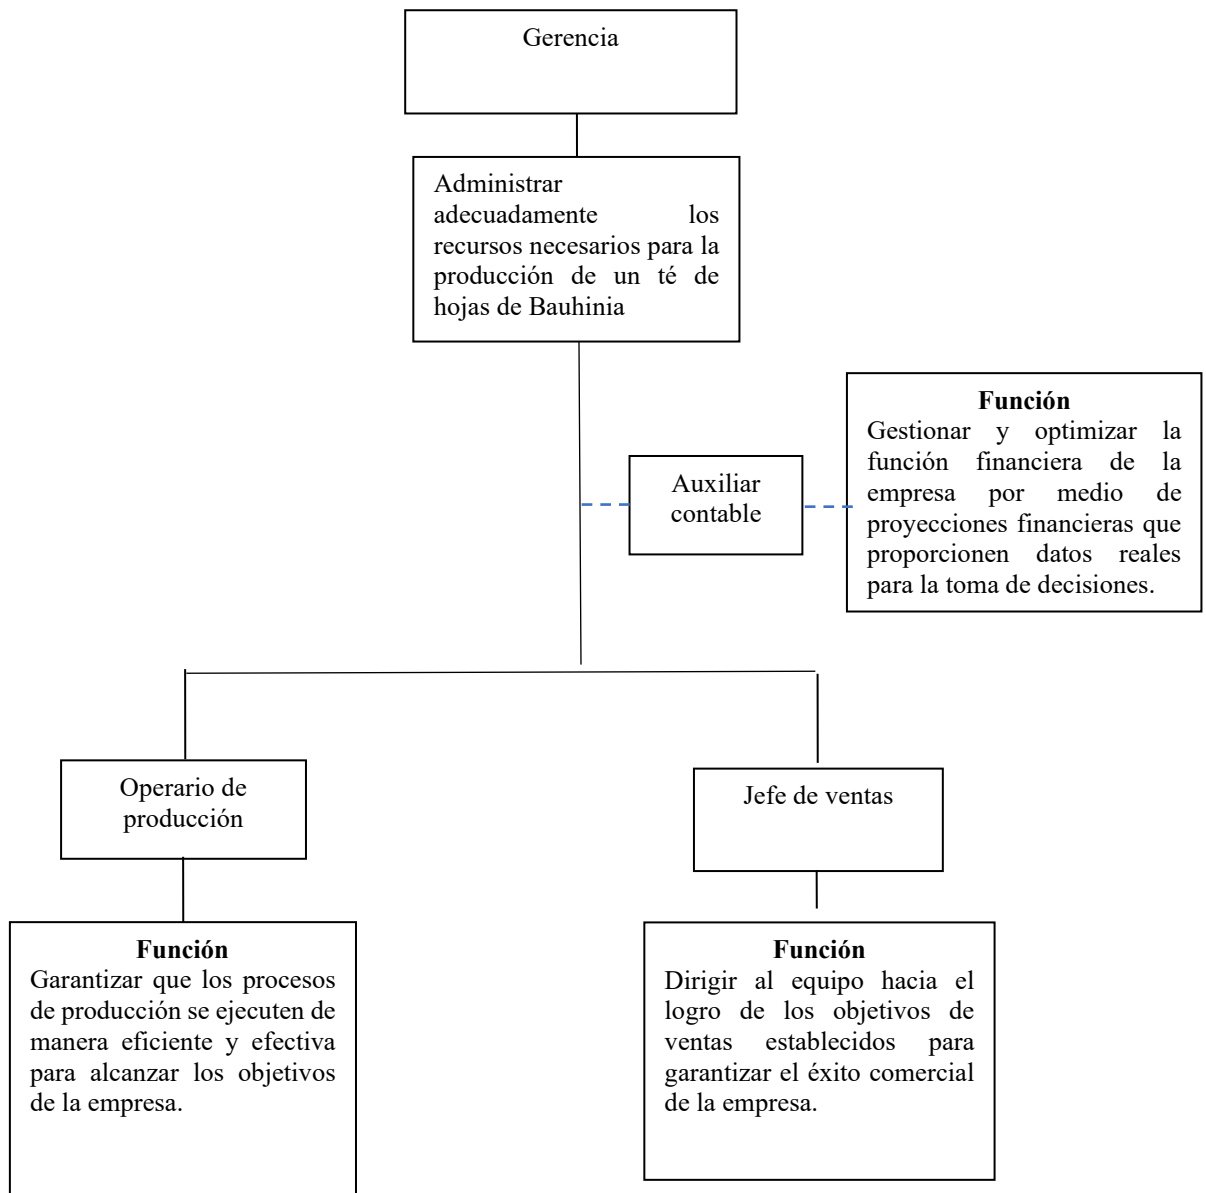 Gerencia
Administrar
adecuadamente los
recursos necesarios para la
producción de un té de
hojas de Bauhinia
Función
Gestionar y optimizar la
función financiera de la
empresa por medio de
proyecciones financieras que
proporcionen datos reales
para la toma de decisiones.
Auxiliar
contable
Operario de
producción
Jefe de ventas
Función
Garantizar que los procesos
de producción se ejecuten de
manera eficiente y efectiva
para alcanzar los objetivos
de la empresa.
Función
Dirigir al equipo hacia el
logro de los objetivos de
ventas establecidos para
garantizar el éxito comercial
de la empresa.